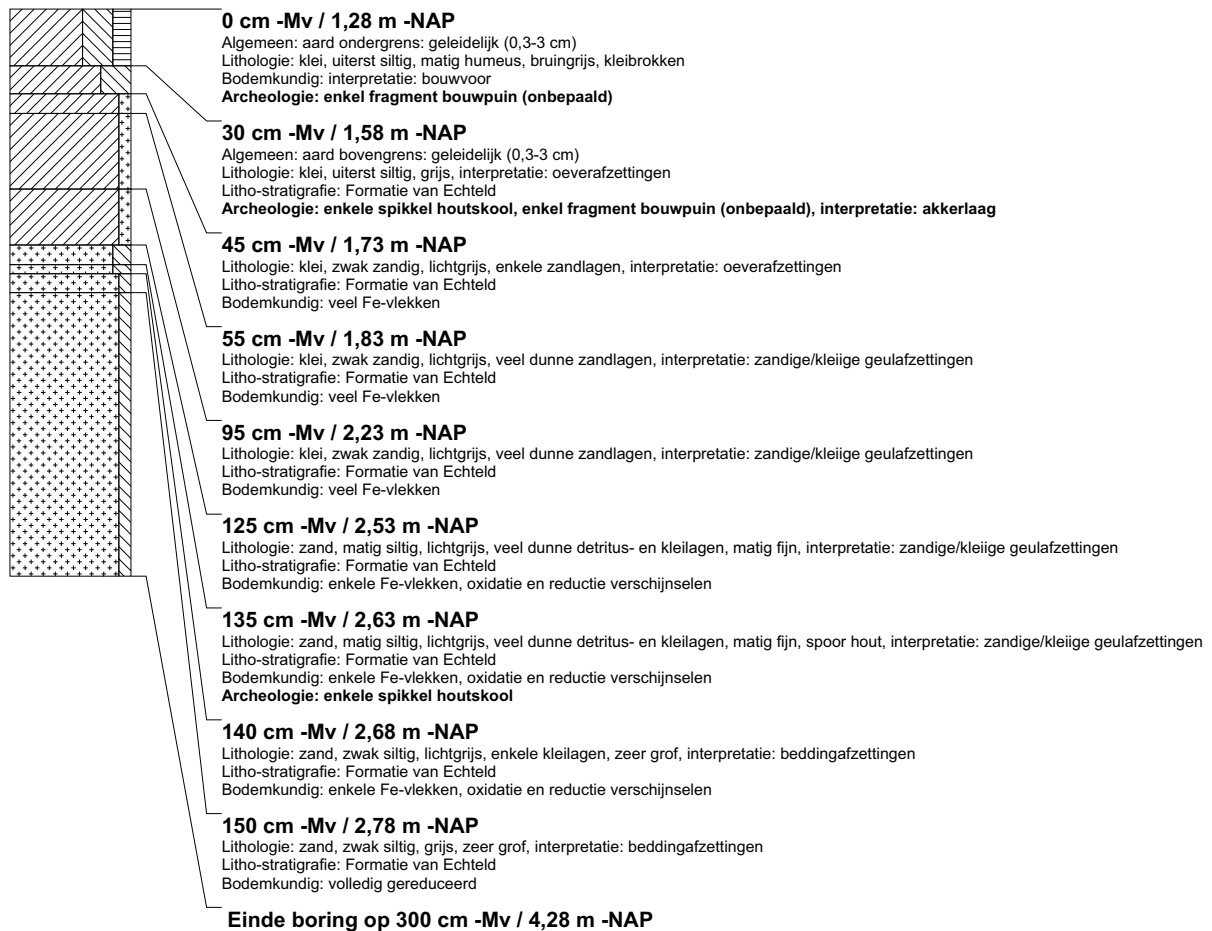 0 cm -Mv / 1,28 m -NAP
Algemeen: aard ondergrens: geleidelijk (0,3-3 cm)
Lithologie: klei, uiterst siltig, matig humeus, bruingrijs, kleibrokken
Bodemkundig: interpretatie: bouwvoor
Archeologie: enkel fragment bouwpuin (onbepaald)
30 cm -Mv / 1,58 m -NAP
Algemeen: aard bovengrens: geleidelijk (0,3-3 cm)
Lithologie: klei, uiterst siltig, grijs, interpretatie: oeverafzettingen
Litho-stratigrafie: Formatie van Echteld
Archeologie: enkele spikkel houtskool, enkel fragment bouwpuin (onbepaald), interpretatie: akkerlaag
45 cm -Mv / 1,73 m -NAP
Lithologie: klei, zwak zandig, lichtgrijs, enkele zandlagen, interpretatie: oeverafzettingen
Litho-stratigrafie: Formatie van Echteld
Bodemkundig: veel Fe-vlekken
55 cm -Mv / 1,83 m -NAP
Lithologie: klei, zwak zandig, lichtgrijs, veel dunne zandlagen, interpretatie: zandige/kleiige geulafzettingen
Litho-stratigrafie: Formatie van Echteld
Bodemkundig: veel Fe-vlekken
95 cm -Mv / 2,23 m -NAP
Lithologie: klei, zwak zandig, lichtgrijs, veel dunne zandlagen, interpretatie: zandige/kleiige geulafzettingen
Litho-stratigrafie: Formatie van Echteld
Bodemkundig: veel Fe-vlekken
125 cm -Mv / 2,53 m -NAP
Lithologie: zand, matig siltig, lichtgrijs, veel dunne detritus- en kleilagen, matig fijn, interpretatie: zandige/kleiige geulafzettingen
Litho-stratigrafie: Formatie van Echteld
Bodemkundig: enkele Fe-vlekken, oxidatie en reductie verschijnselen
135 cm -Mv / 2,63 m -NAP
Lithologie: zand, matig siltig, lichtgrijs, veel dunne detritus- en kleilagen, matig fijn, spoor hout, interpretatie: zandige/kleiige geulafzettingen
Litho-stratigrafie: Formatie van Echteld
Bodemkundig: enkele Fe-vlekken, oxidatie en reductie verschijnselen
Archeologie: enkele spikkel houtskool
140 cm -Mv / 2,68 m -NAP
Lithologie: zand, zwak siltig, lichtgrijs, enkele kleilagen, zeer grof, interpretatie: beddingafzettingen
Litho-stratigrafie: Formatie van Echteld
Bodemkundig: enkele Fe-vlekken, oxidatie en reductie verschijnselen
150 cm -Mv / 2,78 m -NAP
Lithologie: zand, zwak siltig, grijs, zeer grof, interpretatie: beddingafzettingen
Litho-stratigrafie: Formatie van Echteld
Bodemkundig: volledig gereduceerd
Einde boring op 300 cm -Mv / 4,28 m -NAP